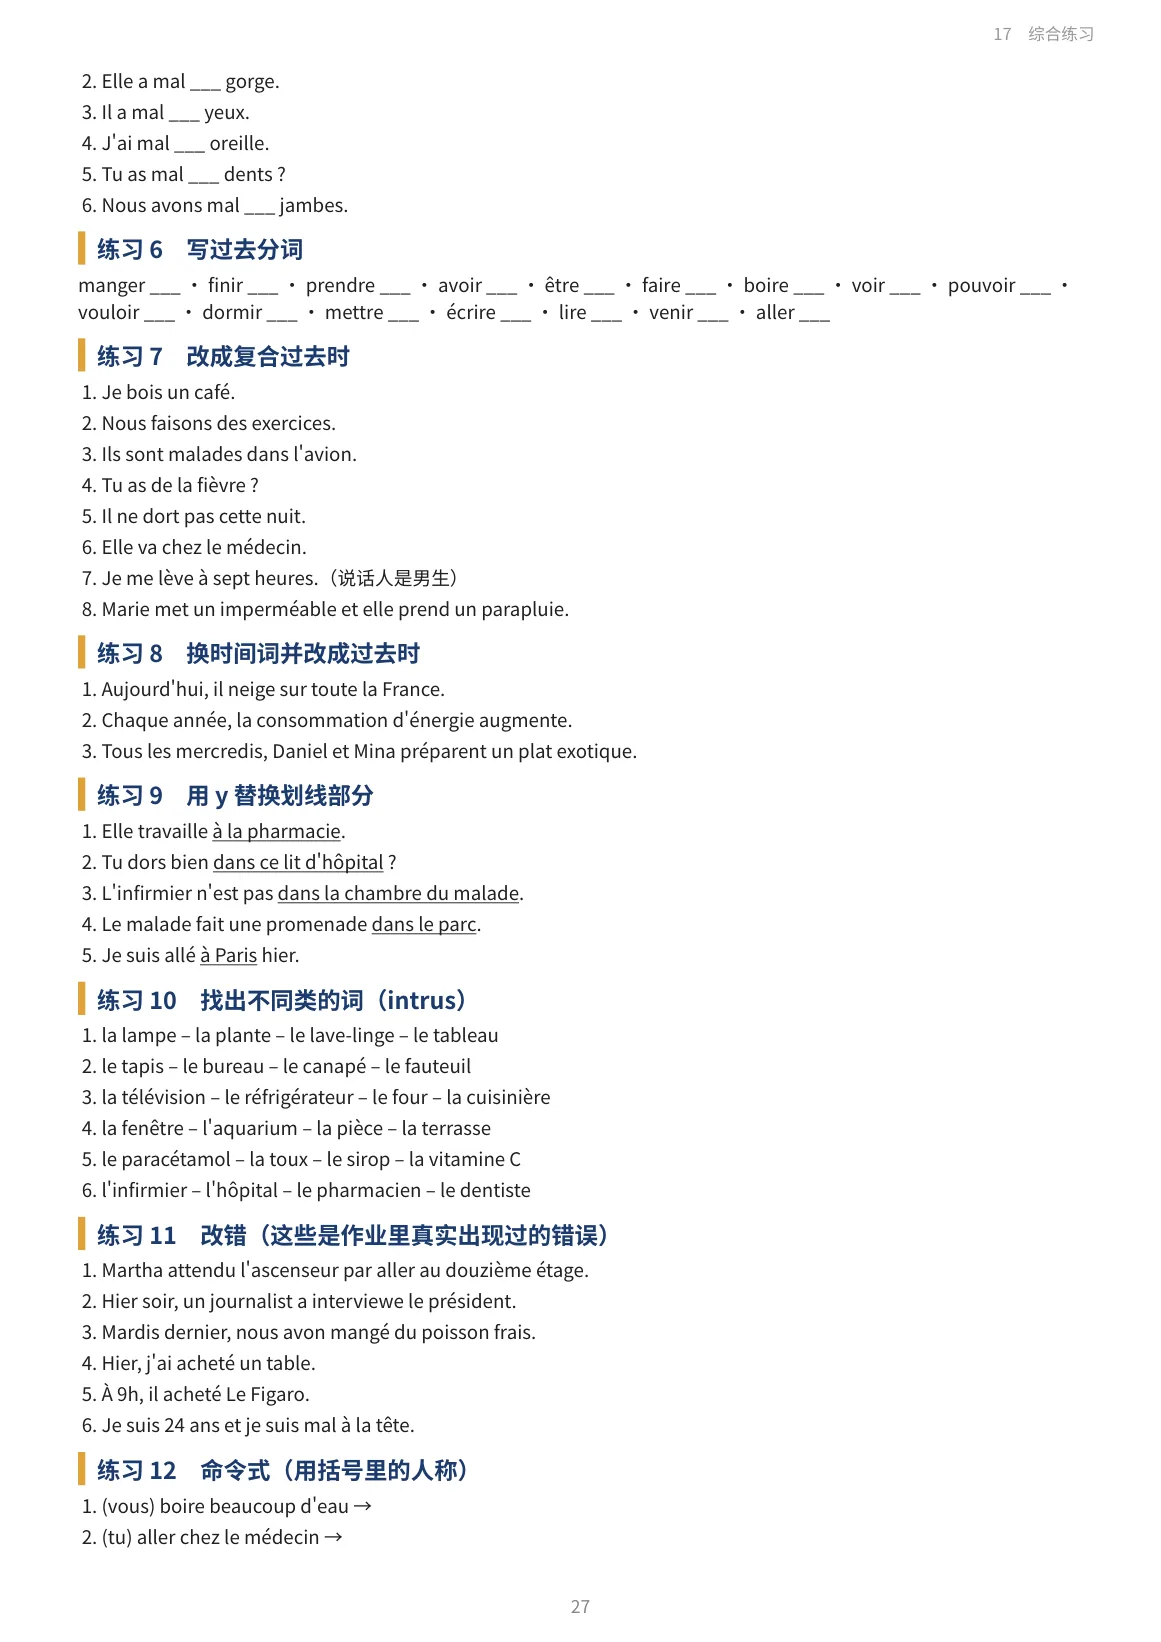 17 综合练习
2. Elle a mal ___ gorge.
3. Il a mal ___ yeux.
4. J'ai mal ___ oreille.
5. Tu as mal ___ dents ?
6. Nous avons mal ___ jambes.
练习 6 写过去分词
manger ___ • finir ___ • prendre ___ • avoir ___ • être ___ • faire ___ • boire ___ • voir ___ • pouvoir ___ •
vouloir ___ • dormir ___ • mettre ___ • écrire ___ • lire ___ • venir ___ • aller ___
练习 7 改成复合过去时
1. Je bois un café.
2. Nous faisons des exercices.
3. Ils sont malades dans l'avion.
4. Tu as de la fièvre ?
5. Il ne dort pas cette nuit.
6. Elle va chez le médecin.
7. Je me lève à sept heures.（说话人是男生）
8. Marie met un imperméable et elle prend un parapluie.
练习 8 换时间词并改成过去时
1. Aujourd'hui, il neige sur toute la France.
2. Chaque année, la consommation d'énergie augmente.
3. Tous les mercredis, Daniel et Mina préparent un plat exotique.
练习 9 用 y 替换划线部分
1. Elle travaille à la pharmacie.
2. Tu dors bien dans ce lit d'hôpital ?
3. L'infirmier n'est pas dans la chambre du malade.
4. Le malade fait une promenade dans le parc.
5. Je suis allé à Paris hier.
练习 10 找出不同类的词（intrus）
1. la lampe – la plante – le lave-linge – le tableau
2. le tapis – le bureau – le canapé – le fauteuil
3. la télévision – le réfrigérateur – le four – la cuisinière
4. la fenêtre – l'aquarium – la pièce – la terrasse
5. le paracétamol – la toux – le sirop – la vitamine C
6. l'infirmier – l'hôpital – le pharmacien – le dentiste
练习 11 改错（这些是作业里真实出现过的错误）
1. Martha attendu l'ascenseur par aller au douzième étage.
2. Hier soir, un journalist a interviewe le président.
3. Mardis dernier, nous avon mangé du poisson frais.
4. Hier, j'ai acheté un table.
5. À 9h, il acheté Le Figaro.
6. Je suis 24 ans et je suis mal à la tête.
练习 12 命令式（用括号里的人称）
1. (vous) boire beaucoup d'eau →
2. (tu) aller chez le médecin →
27